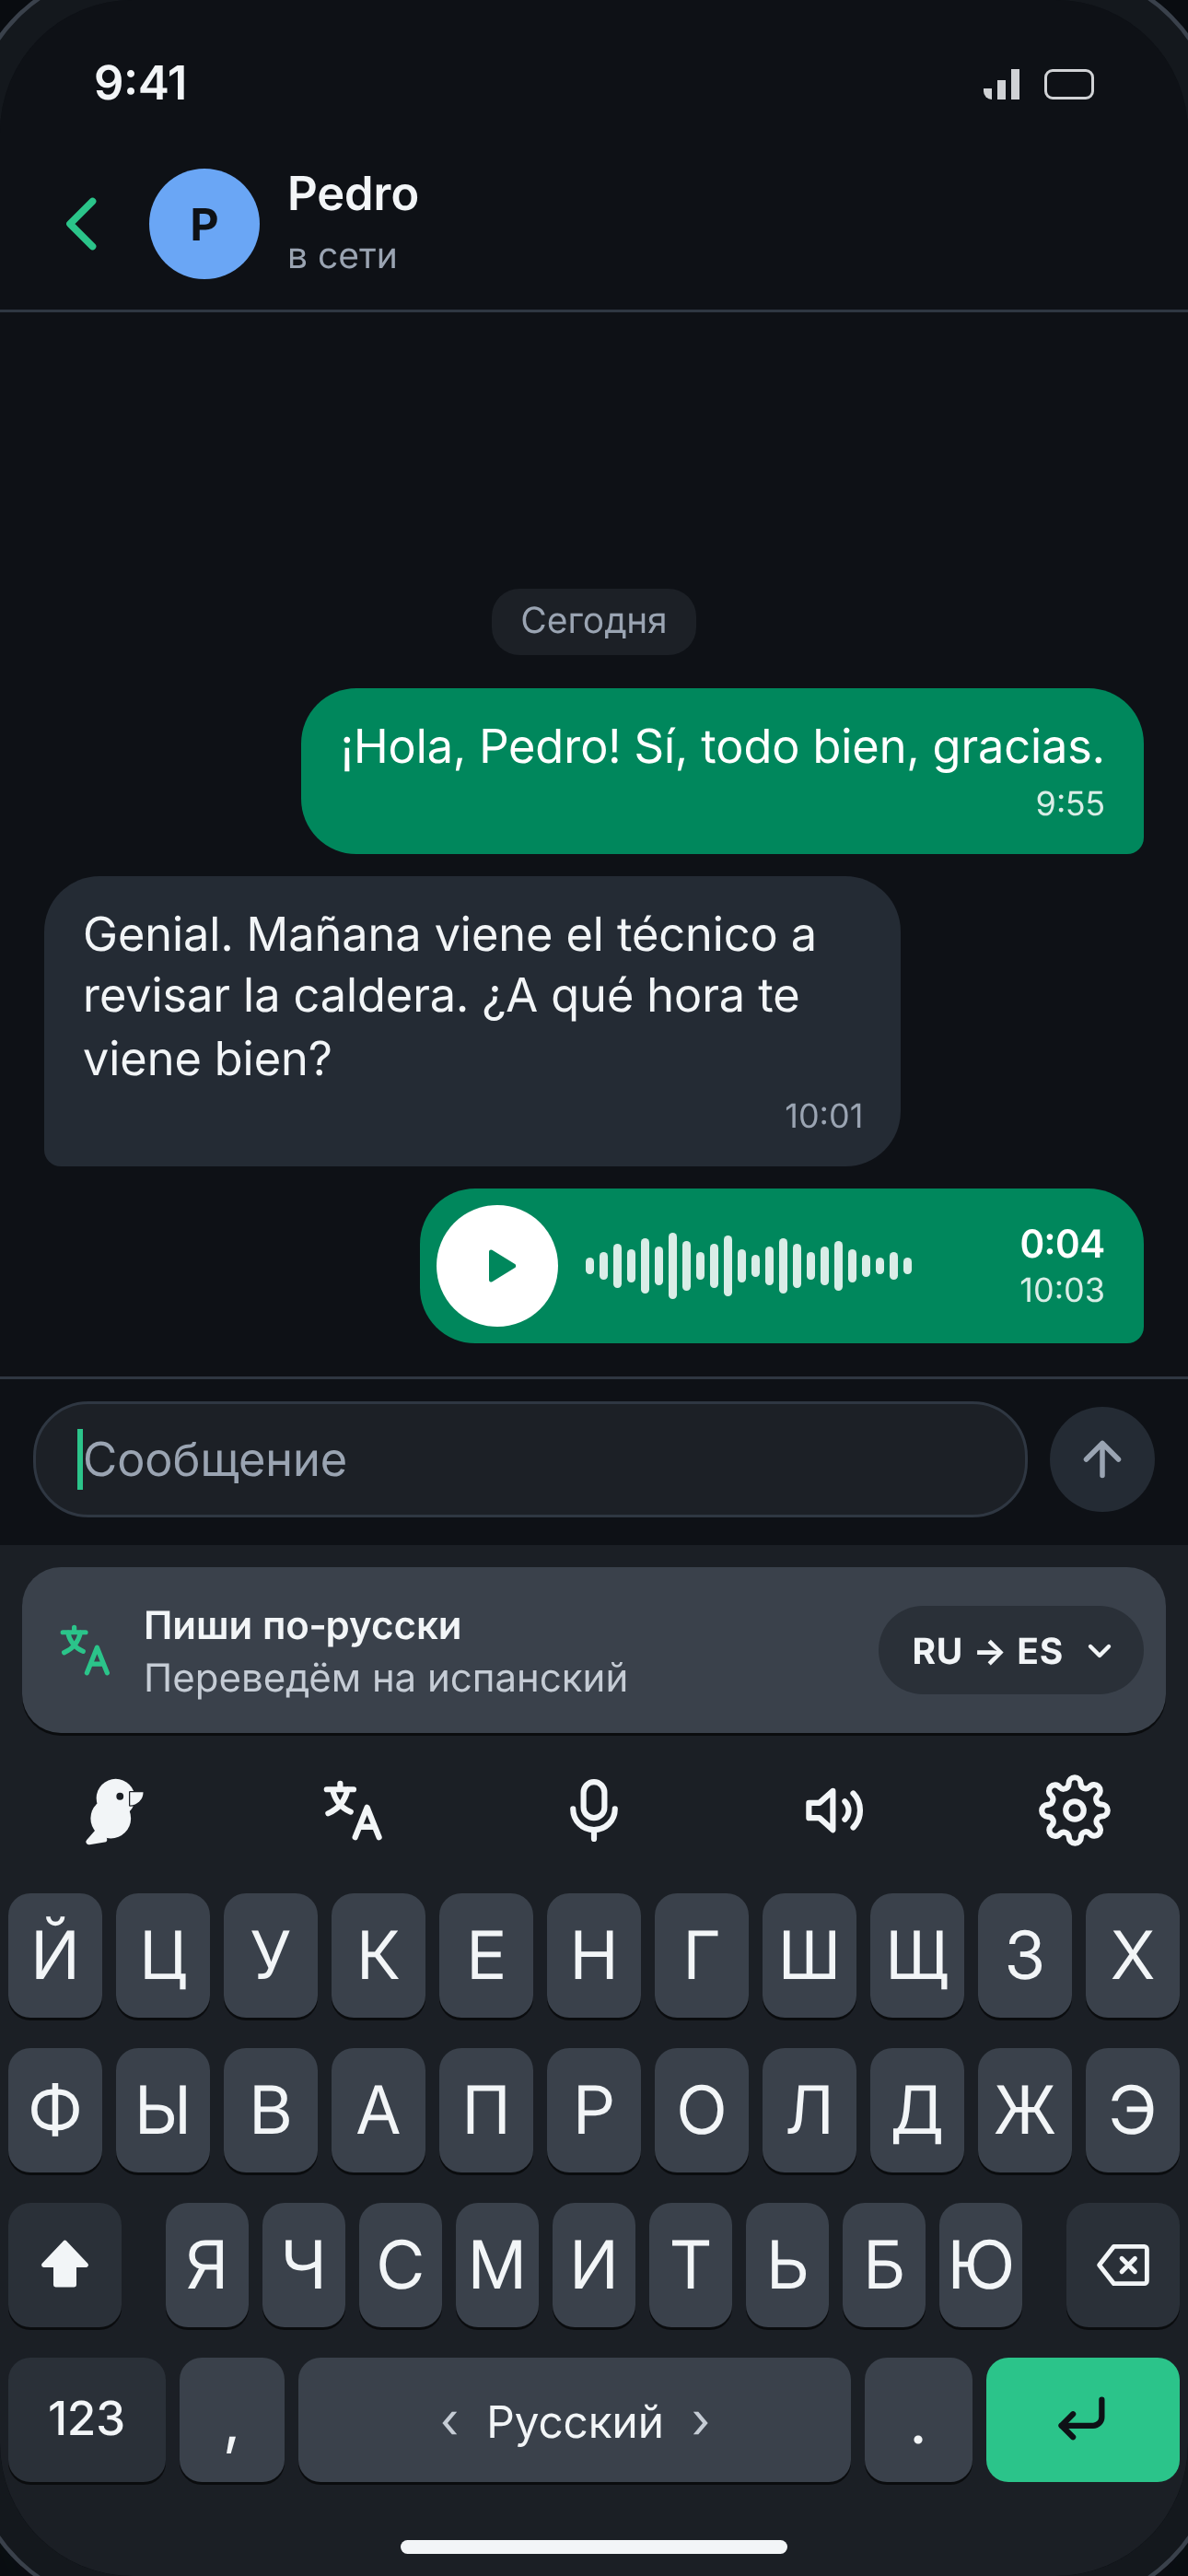 9:41
P
Pedro
в сети
Сегодня
¡Hola, Pedro! Sí, todo bien, gracias.
9:55
Genial. Mañana viene el técnico a
revisar la caldera. ¿A qué hora te
viene bien?
10:01
0:04
10:03
Сообщение
Пиши по-русски
Переведём на испанский
RU → ES
Й Ц У К Е Н Г Ш Щ З Х
Ф Ы В А П Р О Л Д Ж Э
Я Ч С М И Т Ь Б Ю
123 , ‹ Русский › .